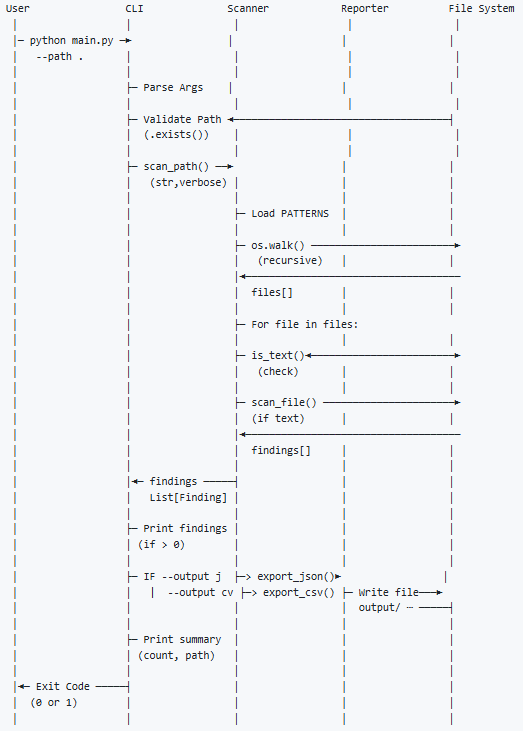 User CLI Scanner Reporter File System
python main.py
--path .
Parse Args
Validate Path
(.exists())
scan_path()
(str,verbose)
Load PATTERNS
os.walk()
(recursive)
files[]
For file in files:
is_text()
(check)
scan_file()
(if text)
findings[]
findings
List[Finding]
Print findings
(if > 0)
IF --output j ├─> export_json()
| --output cv ├─> export_csv() ├─ Write file
output/ ┄
Print summary
(count, path)
Exit Code
(0 or 1)